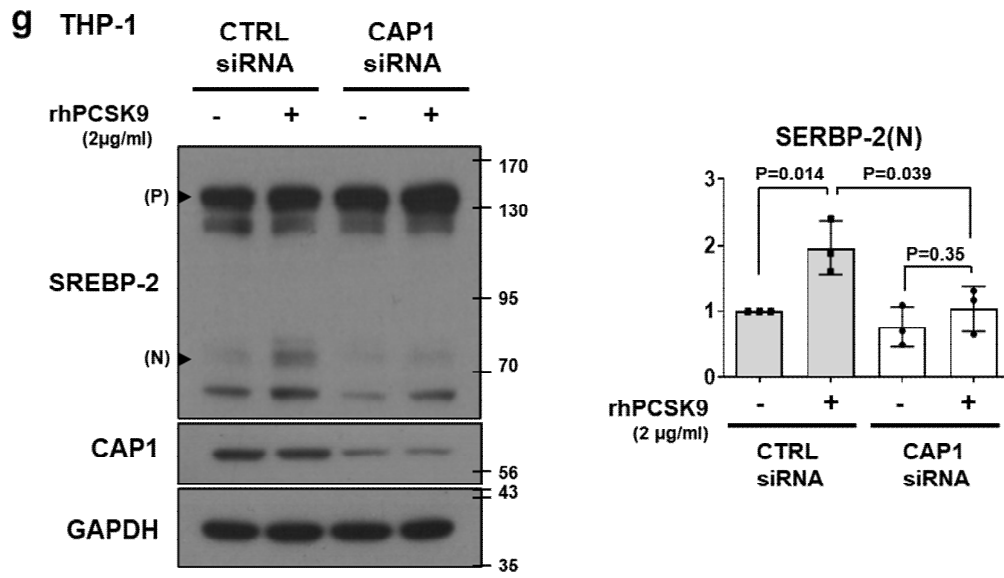 g THP-1
CTRL siRNA
CAP1 siRNA
rhPCSK9
(2µg/ml)
- + - +
170
(P)
130
SREBP-2
95
(N)
70
CAP1
56
43
GAPDH
35
SERBP-2(N)
3
P=0.014
P=0.039
2
P=0.35
1
0
rhPCSK9
(2 µg/ml)
- + - +
CTRL siRNA
CAP1 siRNA